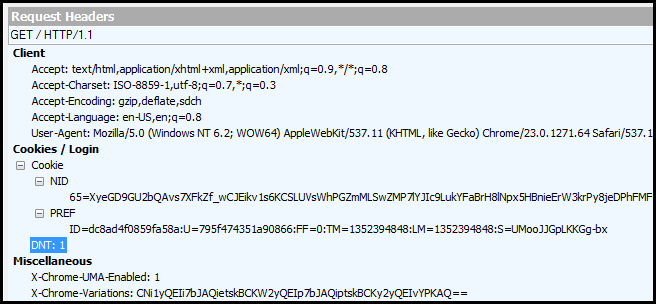 Request Headers
GET / HTTP/1.1
Client
Accept: text/html,application/xhtml+xml,application/xml;q=0.9,*/*;q=0.8
Accept-Charset: ISO-8859-1,utf-8;q=0.7,*;q=0.3
Accept-Encoding: gzip,deflate,sdch
Accept-Language: en-US,en;q=0.8
User-Agent: Mozilla/5.0 (Windows NT 6.2; WOW64) AppleWebKit/537.11 (KHTML, like Gecko) Chrome/23.0.1271.64 Safari/537.1
Cookies / Login
Cookie
NID
65=XyeGD9GU2bQAvs7XFkZf_wCJEikv1s6KCSLUVsWhPGZmMLSwZMP7lYJIc9LukYFaBrH8lNpx5HBnieErW3krPy8jeDPhFMF
PREF
ID=dc8ad4f0859fa58a:U=795f474351a90866:FF=0:TM=1352394848:LM=1352394848:S=UMooJJGpLKKGg-bx
DNT: 1
Miscellaneous
X-Chrome-UMA-Enabled: 1
X-Chrome-Variations: CNi1yQEIi7bJAQietskBCKW2yQEIp7bJAQiptskBCKy2yQEIvYPKAQ==